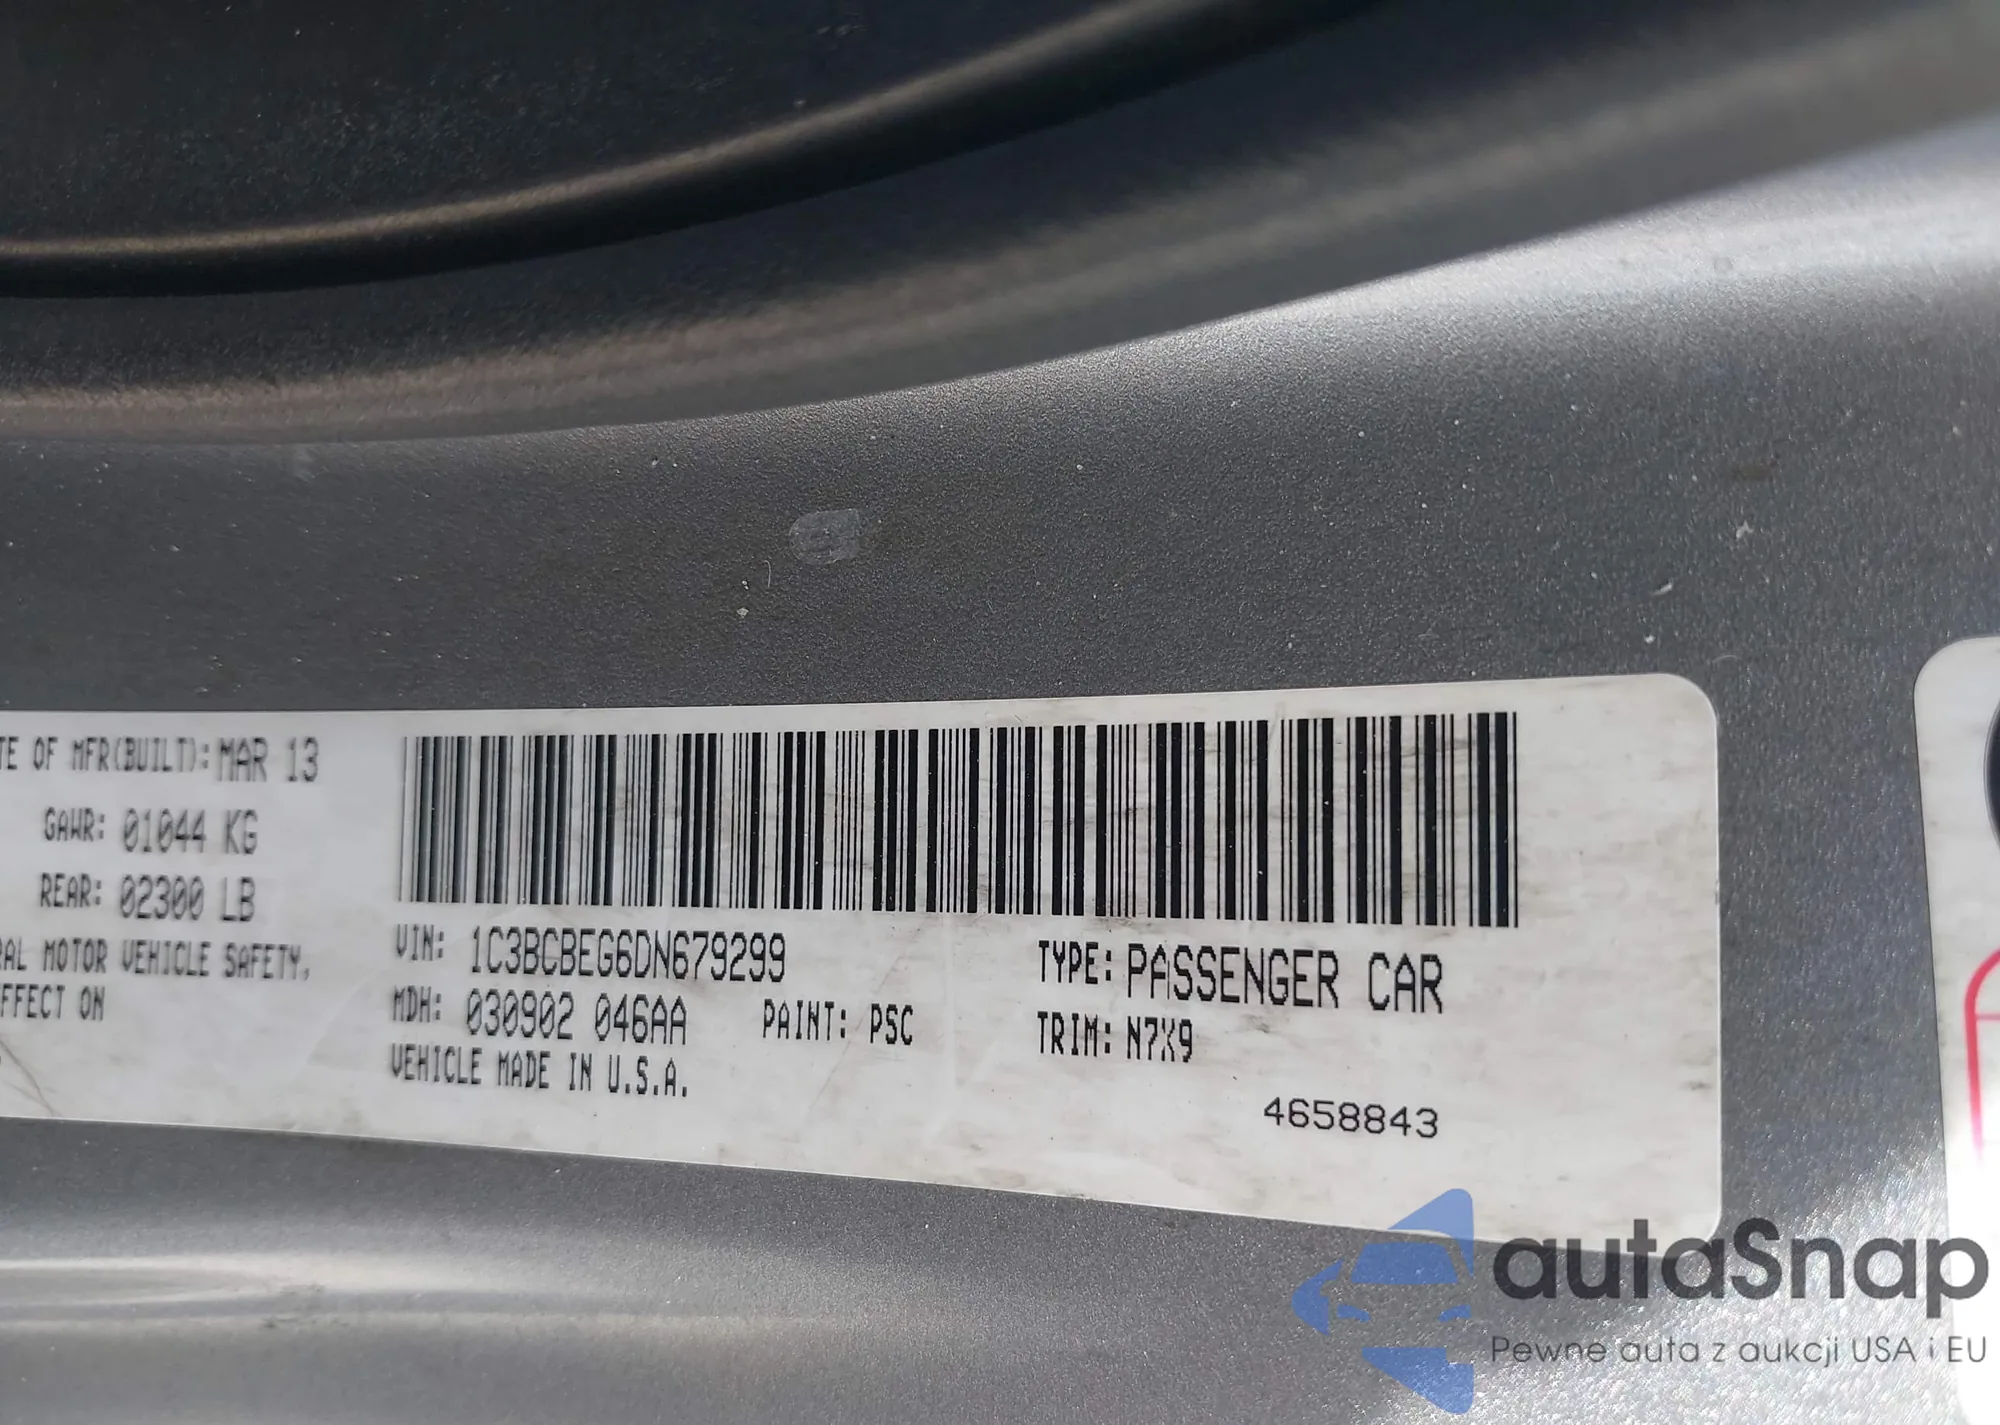 TE OF MFR(BUILT): MAR 13
GAWR: 01044 KG
REAR: 02300 LB
RAL MOTOR VEHICLE SAFETY,
FFECT ON
VIN: 1C3BCBEG6DN679299
MDH: 030902 046AA PAINT: PSC
VEHICLE MADE IN U.S.A.
TYPE: PASSENGER CAR
TRIM: N7X9
4658843
autaSnap
Pewne auta z aukcji USA i EU